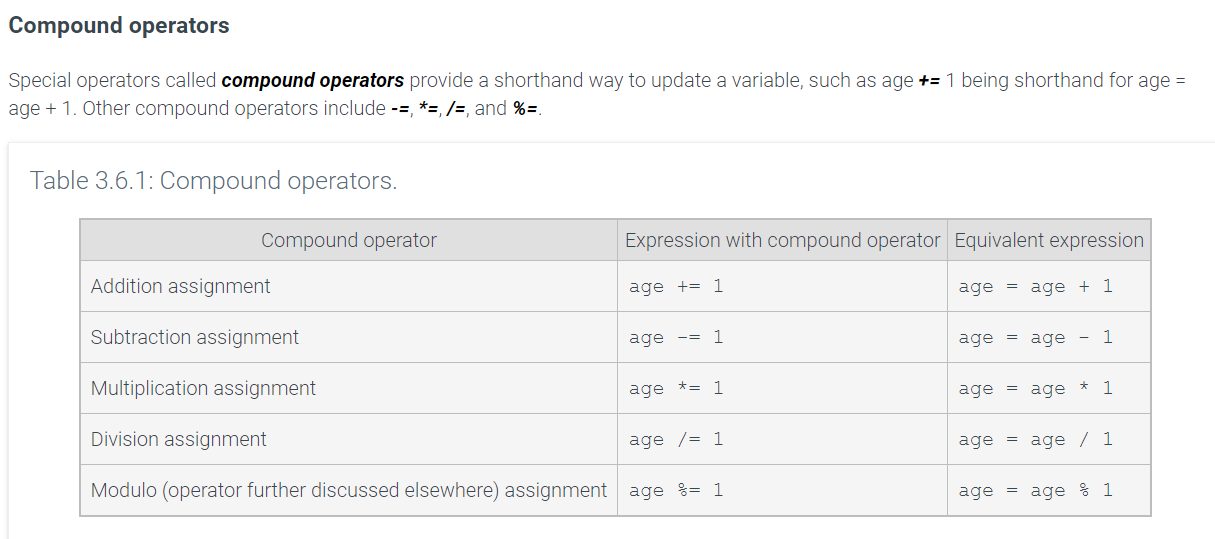 Compound operators
Special operators called compound operators provide a shorthand way to update a variable, such as age += 1 being shorthand for age =
age + 1. Other compound operators include -=, *=, /=, and %=.
Table 3.6.1: Compound operators.
Compound operator Expression with compound operator Equivalent expression
Addition assignment age += 1 age = age + 1
Subtraction assignment age -= 1 age = age - 1
Multiplication assignment age *= 1 age = age * 1
Division assignment age /= 1 age = age / 1
Modulo (operator further discussed elsewhere) assignment age %= 1 age = age % 1